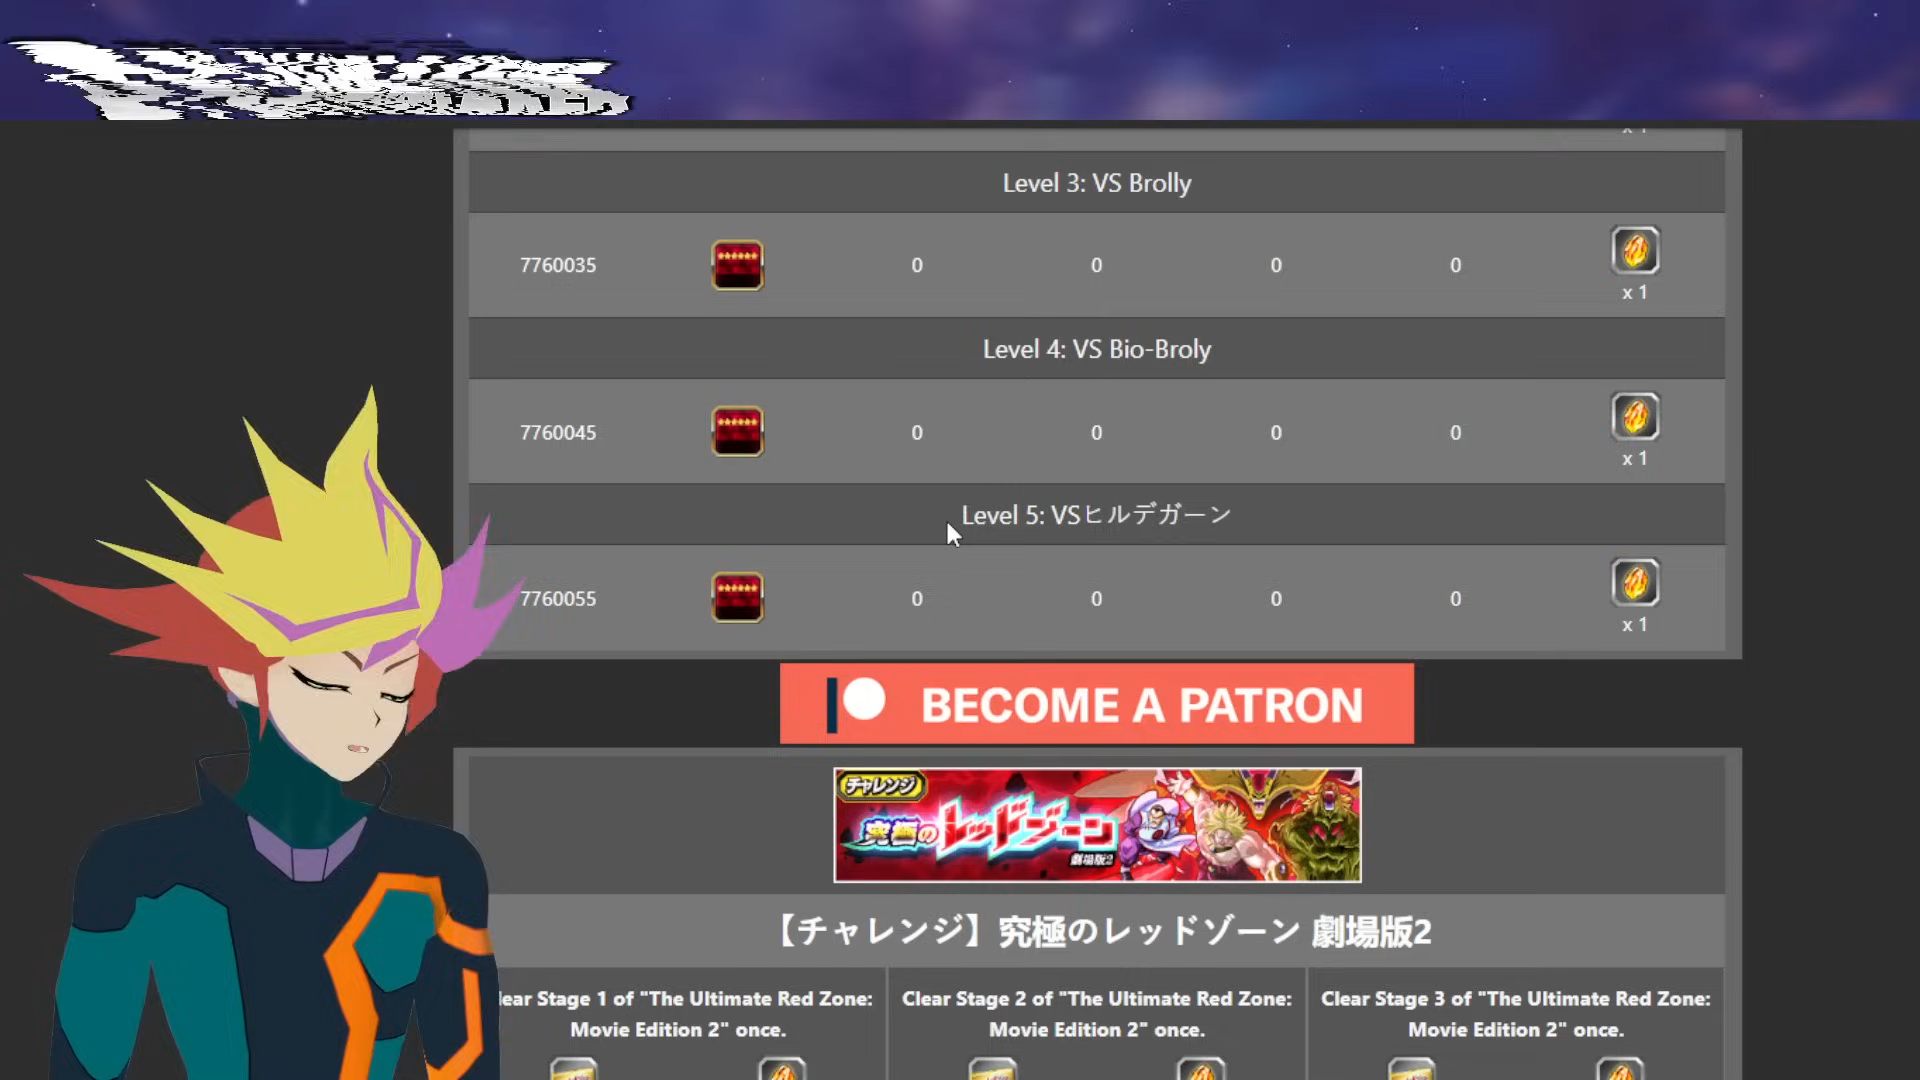 x 1
Level 3: VS Brolly
7760035 0 0 0 0 x 1
Level 4: VS Bio-Broly
7760045 0 0 0 0 x 1
Level 5: VSヒルデガーン
7760055 0 0 0 0 x 1
BECOME A PATRON
チャレンジ
究極のレッドゾーン
劇場版2
【チャレンジ】究極のレッドゾーン 劇場版2
lear Stage 1 of "The Ultimate Red Zone: Movie Edition 2" once.
Clear Stage 2 of "The Ultimate Red Zone: Movie Edition 2" once.
Clear Stage 3 of "The Ultimate Red Zone: Movie Edition 2" once.